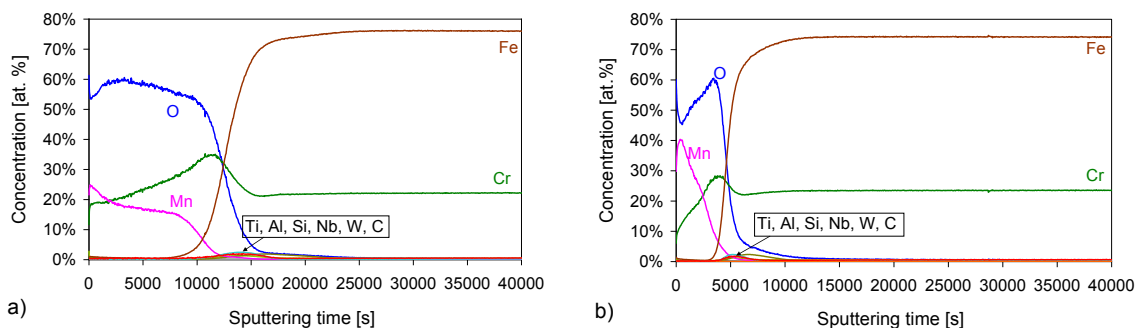 80%
70%
60%
50%
40%
30%
20%
10%
0%
Concentration [at. %]
Fe
O
Cr
Mn
Ti, Al, Si, Nb, W, C
0 5000 10000 15000 20000 25000 30000 35000 40000
Sputtering time [s]
a)
80%
70%
60%
50%
40%
30%
20%
10%
0%
Concentration [at. %]
Fe
O
Mn
Cr
Ti, Al, Si, Nb, W, C
0 5000 10000 15000 20000 25000 30000 35000 40000
Sputtering time [s]
b)